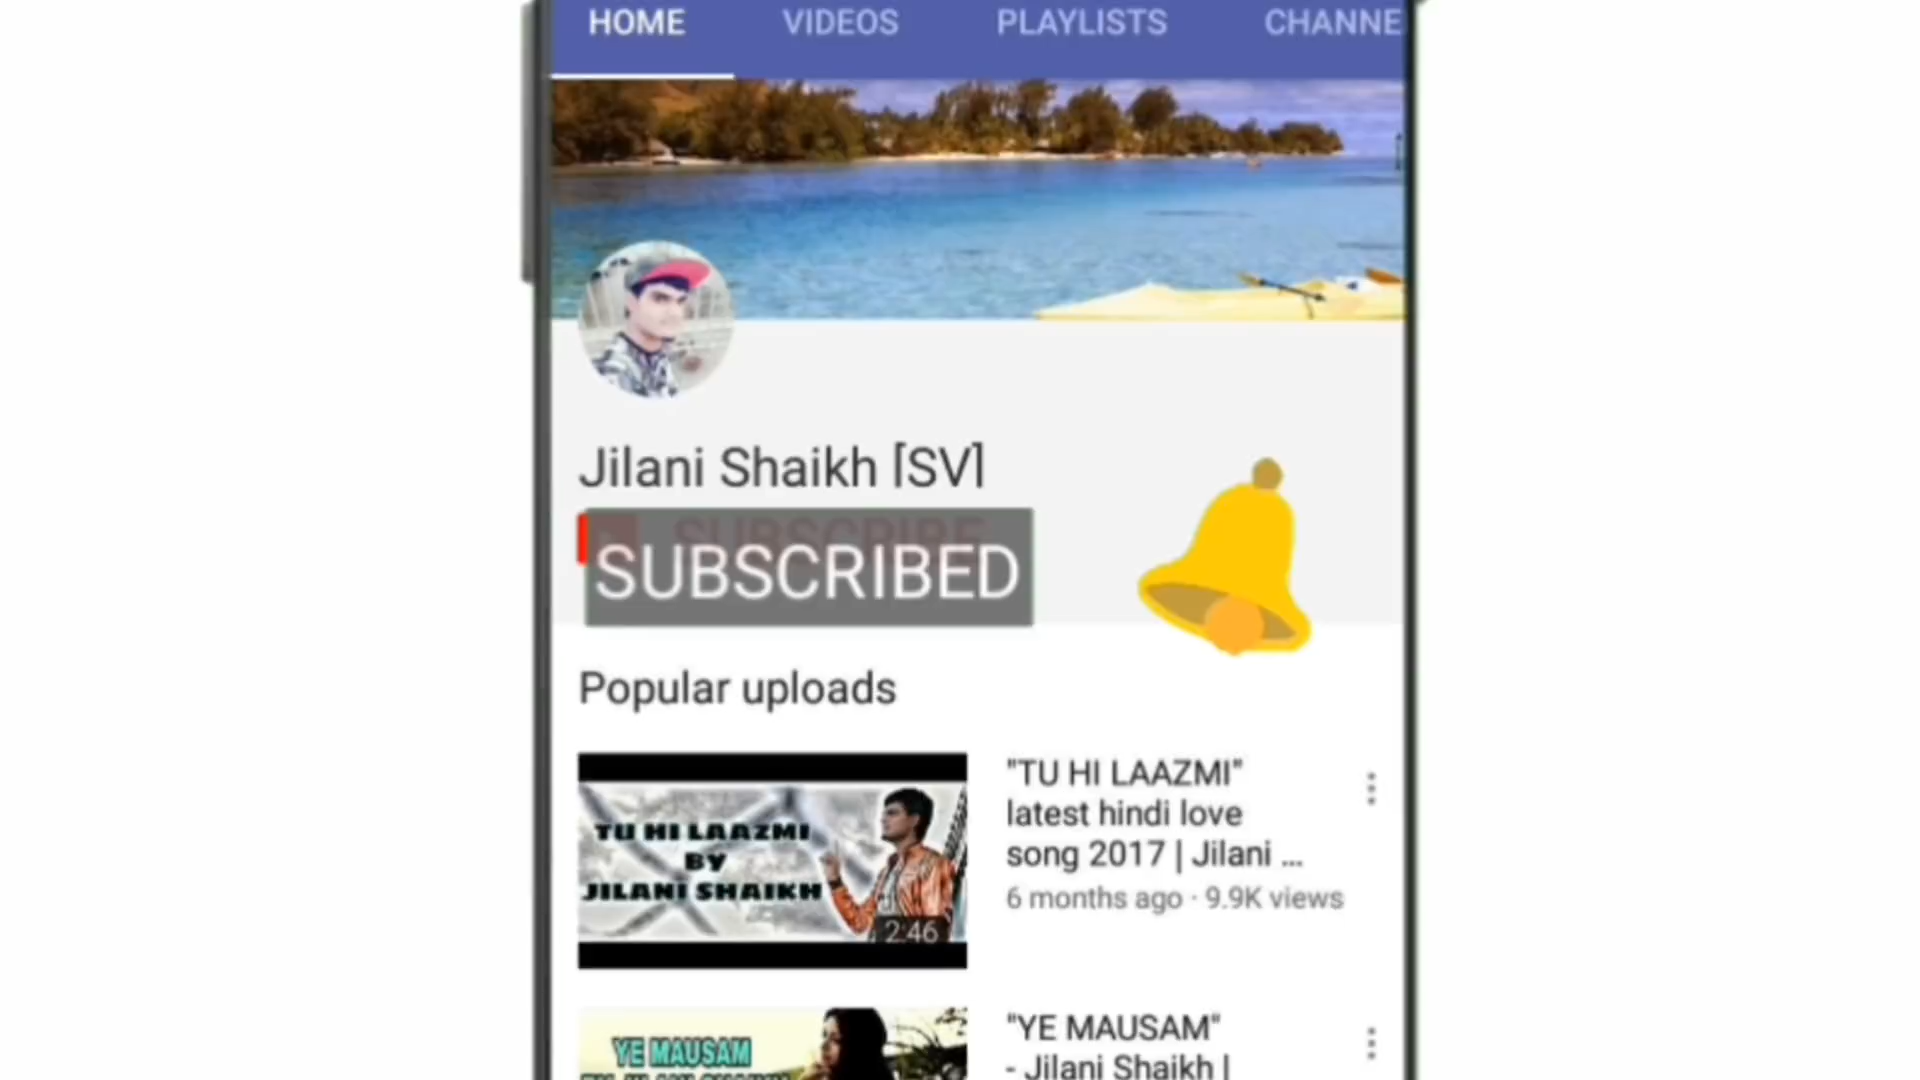 HOME VIDEOS PLAYLISTS CHANNE
Jilani Shaikh [SV]
SUBSCRIBE
SUBSCRIBED
Popular uploads
TU HI LAAZMI
BY
JILANI SHAIKH
2:46
"TU HI LAAZMI"
latest hindi love
song 2017 | Jilani ...
6 months ago · 9.9K views
YE MAUSAM
"YE MAUSAM"
- Jilani Shaikh |